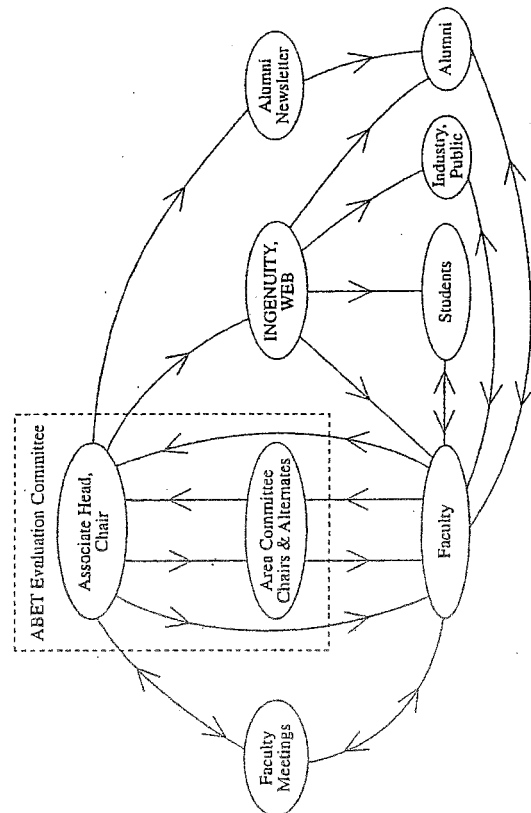 ABET Evaluation Committee
Associate Head,
Chair
Alumni
Newsletter
INGENUITY,
WEB
Faculty
Meetings
Aren Committee
Chairs & Alternates
Faculty
Students
Industry,
Public
Alumni